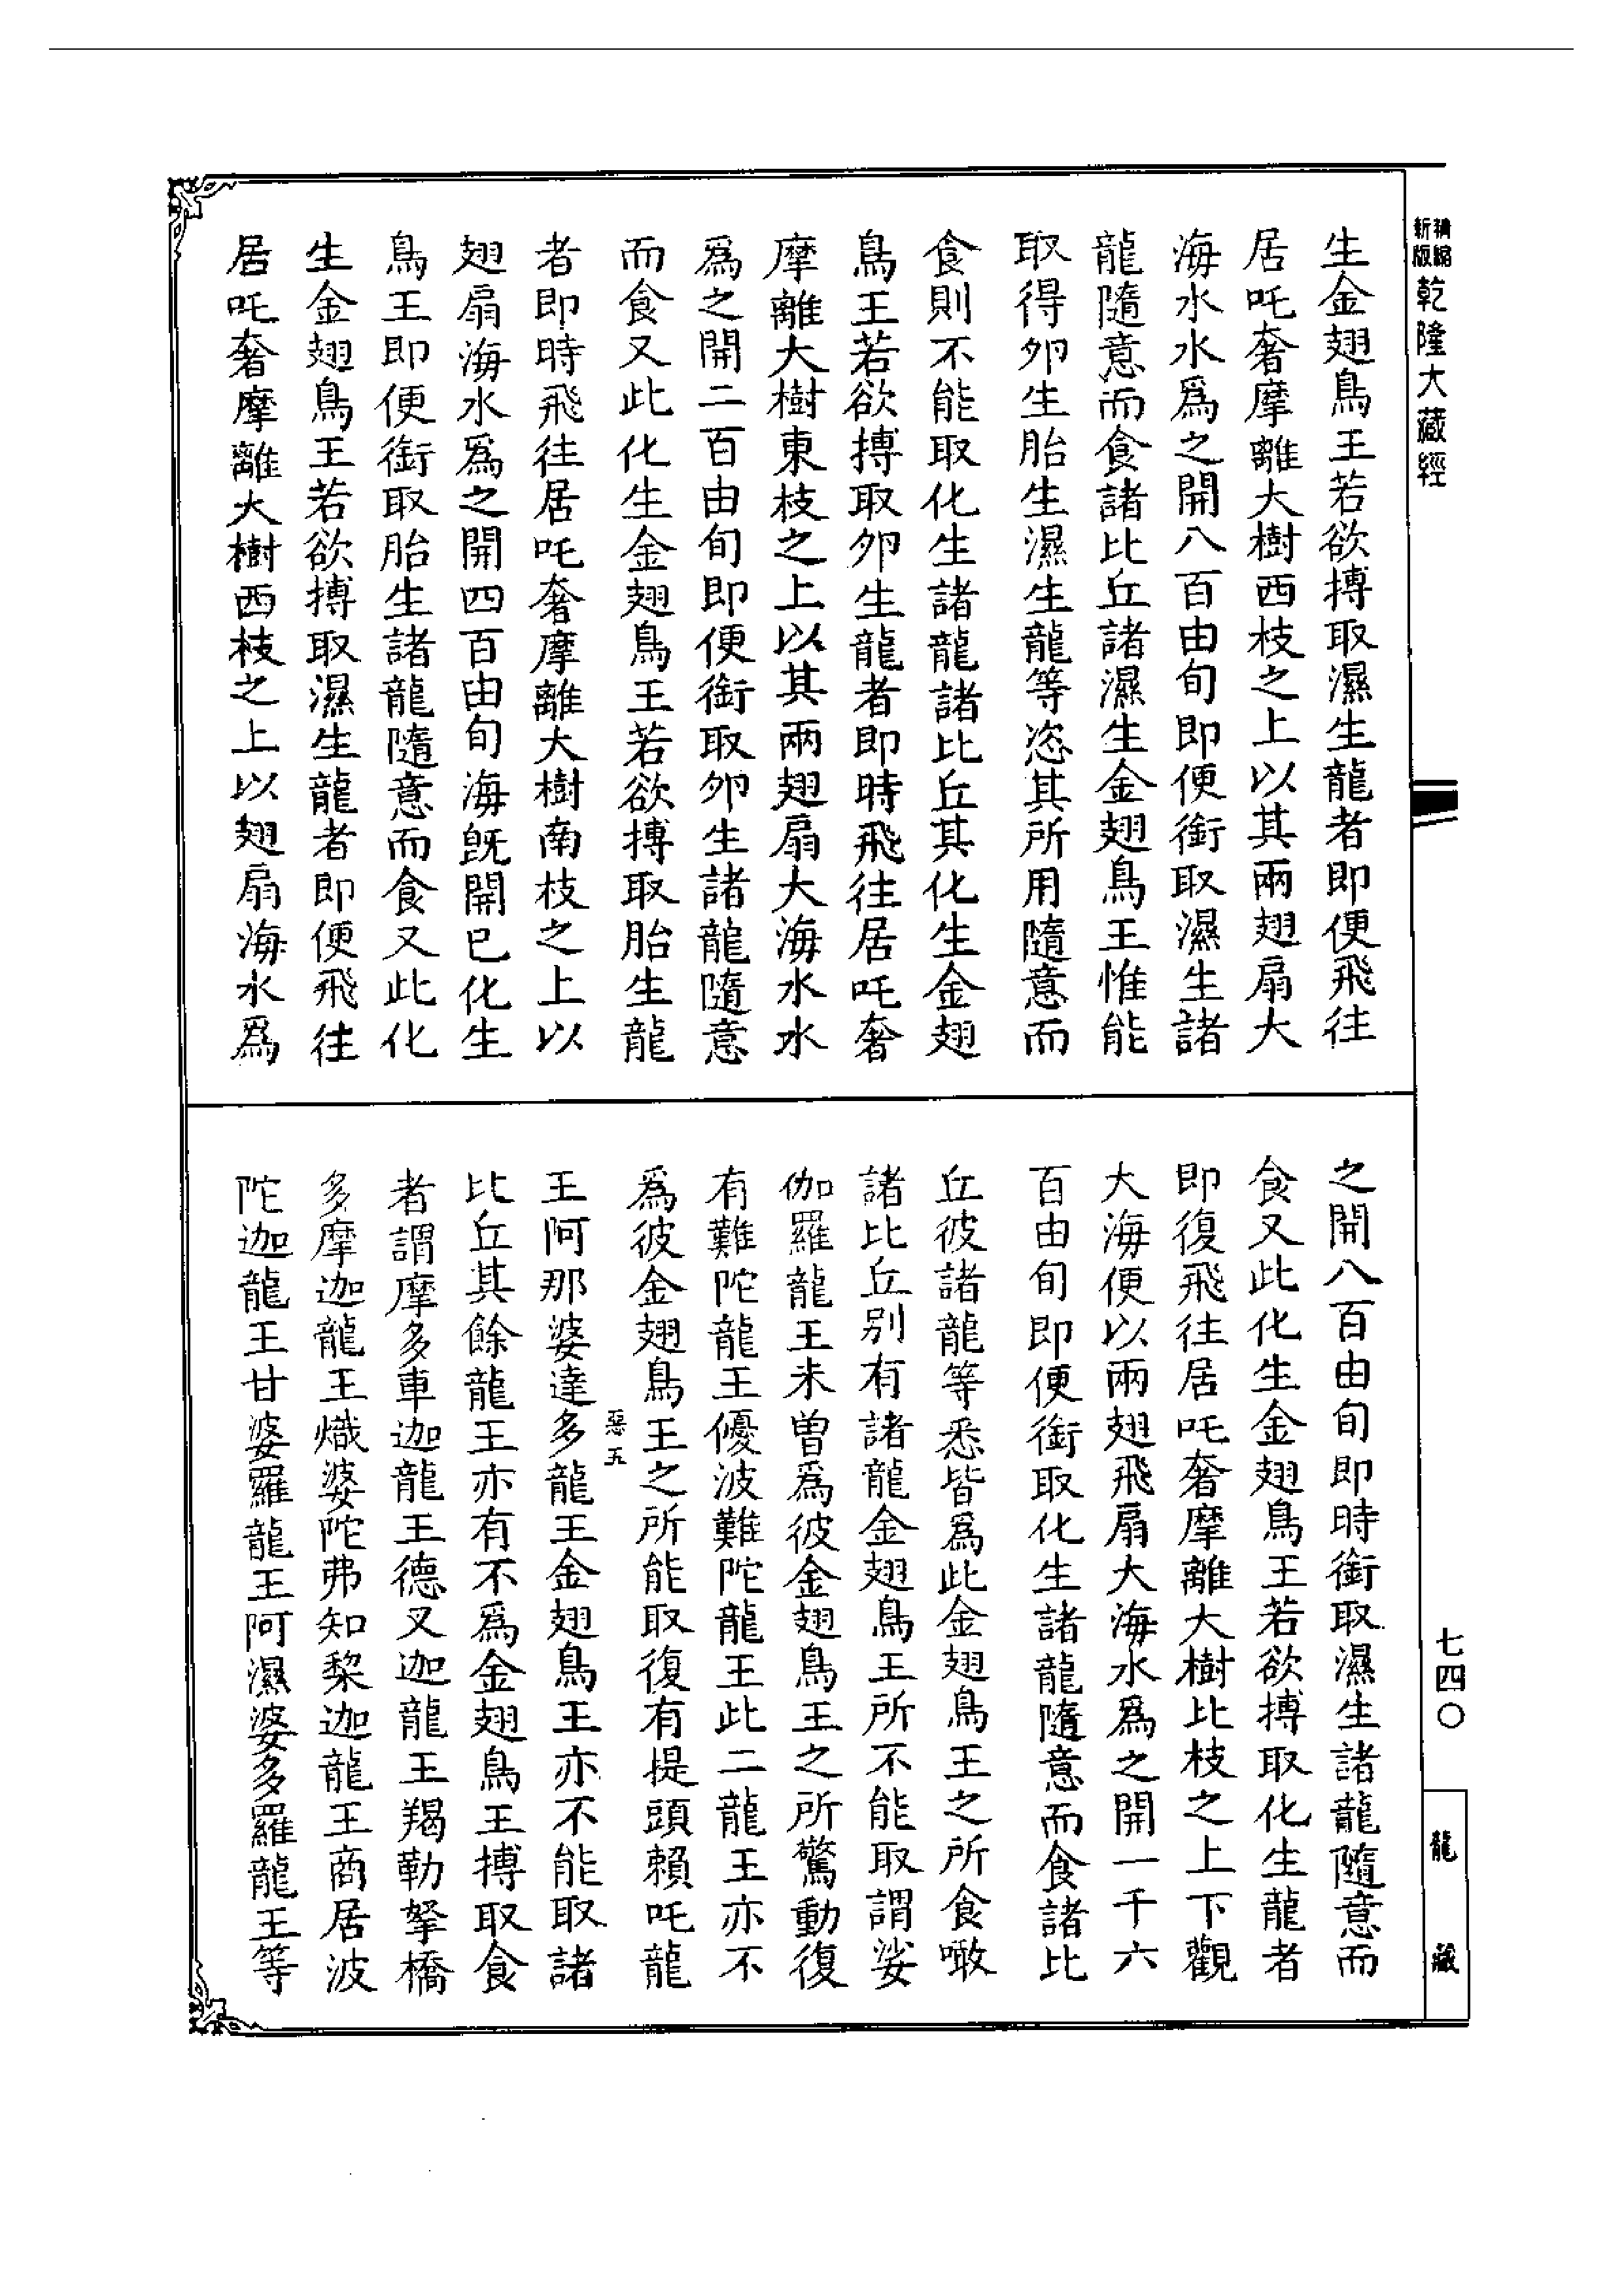 精縮新版乾隆大藏經
生金翅鳥王若欲搏取濕生龍者即便飛往
居吒奢摩離大樹西枝之上以其兩翅扇大
海水水爲之開八百由旬即便銜取濕生諸
龍隨意而食諸比丘諸濕生金翅鳥王惟能
取得卵生胎生濕生龍等恣其所用隨意而
食則不能取化生諸龍諸比丘其化生金翅
鳥王若欲搏取卵生龍者即時飛往居吒奢
摩離大樹東枝之上以其兩翅扇大海水水
爲之開二百由旬即便銜取卵生諸龍隨意
而食又此化生金翅鳥王若欲搏取胎生龍
者即時飛往居吒奢摩離大樹南枝之上以
翅扇海水爲之開四百由旬海旣開已化生
鳥王即便銜取胎生諸龍隨意而食又此化
生金翅鳥王若欲搏取濕生龍者即便飛往
居吒奢摩離大樹西枝之上以翅扇海水爲
之開八百由旬即時銜取濕生諸龍隨意而
食又此化生金翅鳥王若欲搏取化生龍者
即復飛往居吒奢摩離大樹比枝之上下觀
大海便以兩翅飛扇大海水爲之開一千六
百由旬即便銜取化生諸龍隨意而食諸比
丘彼諸龍等悉皆爲此金翅鳥王之所食噉
諸比丘別有諸龍金翅鳥王所不能取謂娑
伽羅龍王未曾爲彼金翅鳥王之所驚動復
有難陀龍王優波難陀龍王此二龍王亦不
爲彼金翅鳥王之所能取復有提頭賴吒龍
惡五
王阿那婆達多龍王金翅鳥王亦不能取諸
比丘其餘龍王亦有不爲金翅鳥王搏取食
者謂摩多車迦龍王德叉迦龍王羯勒拏橋
多摩迦龍王熾婆陀弗知棃迦龍王商居波
陀迦龍王甘婆羅龍王阿濕婆多羅龍王等
七四〇
龍藏